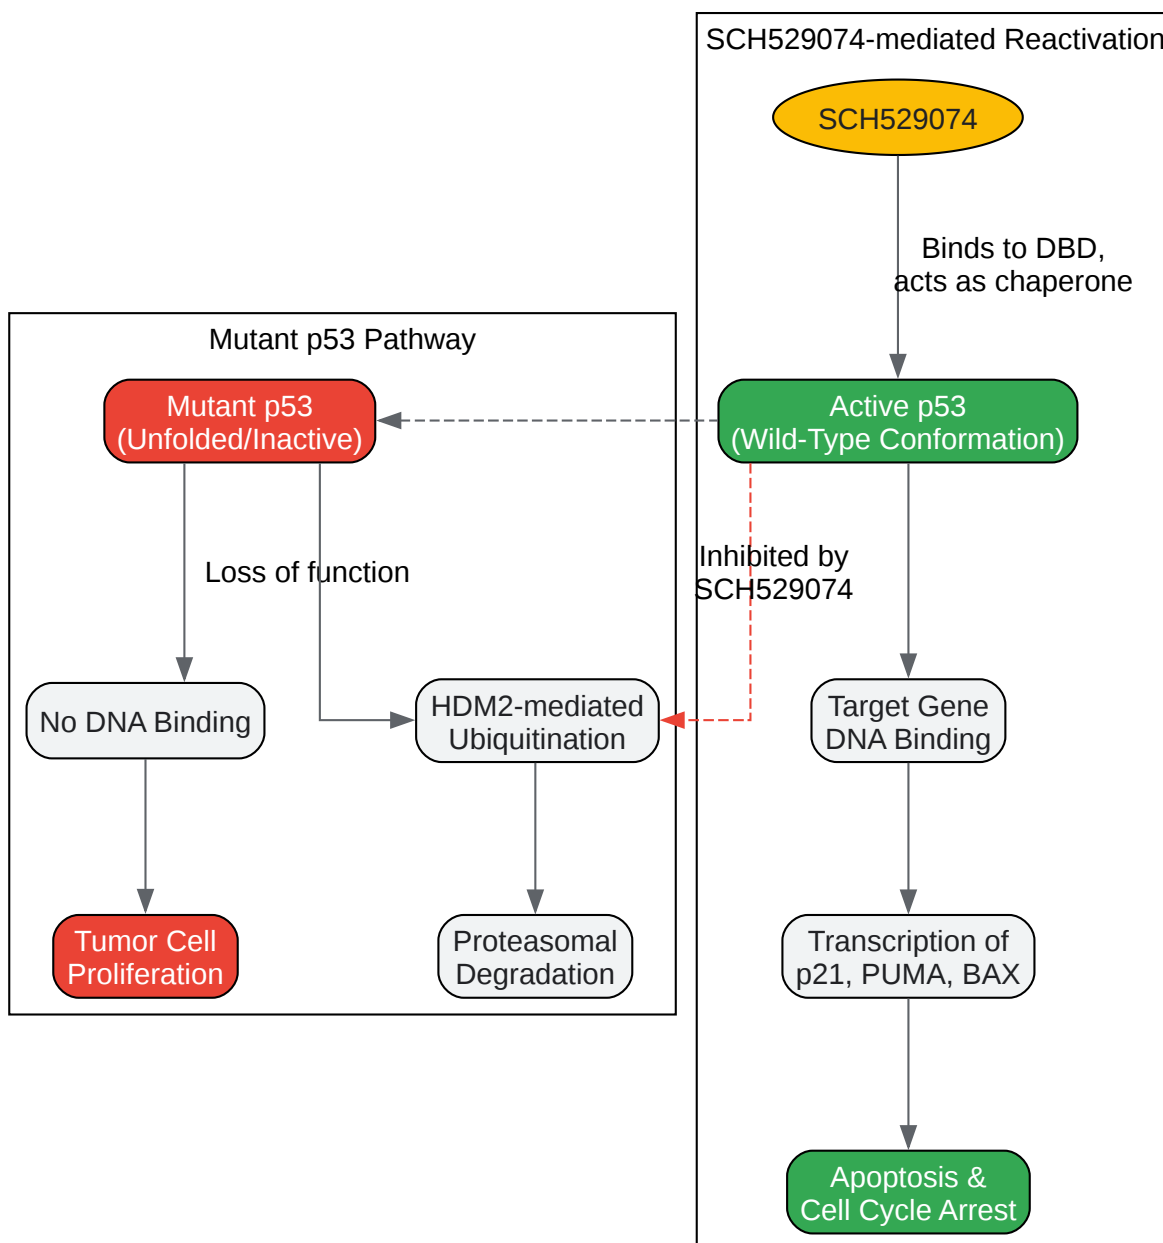 SCH529074-mediated Reactivation
SCH529074
Binds to DBD,
acts as chaperone
Mutant p53 Pathway
Mutant p53
(Unfolded/Inactive)
Active p53
(Wild-Type Conformation)
Loss of function
Inhibited by
SCH529074
No DNA Binding
HDM2-mediated
Ubiquitination
Target Gene
DNA Binding
Tumor Cell
Proliferation
Proteasomal
Degradation
Transcription of
p21, PUMA, BAX
Apoptosis &
Cell Cycle Arrest